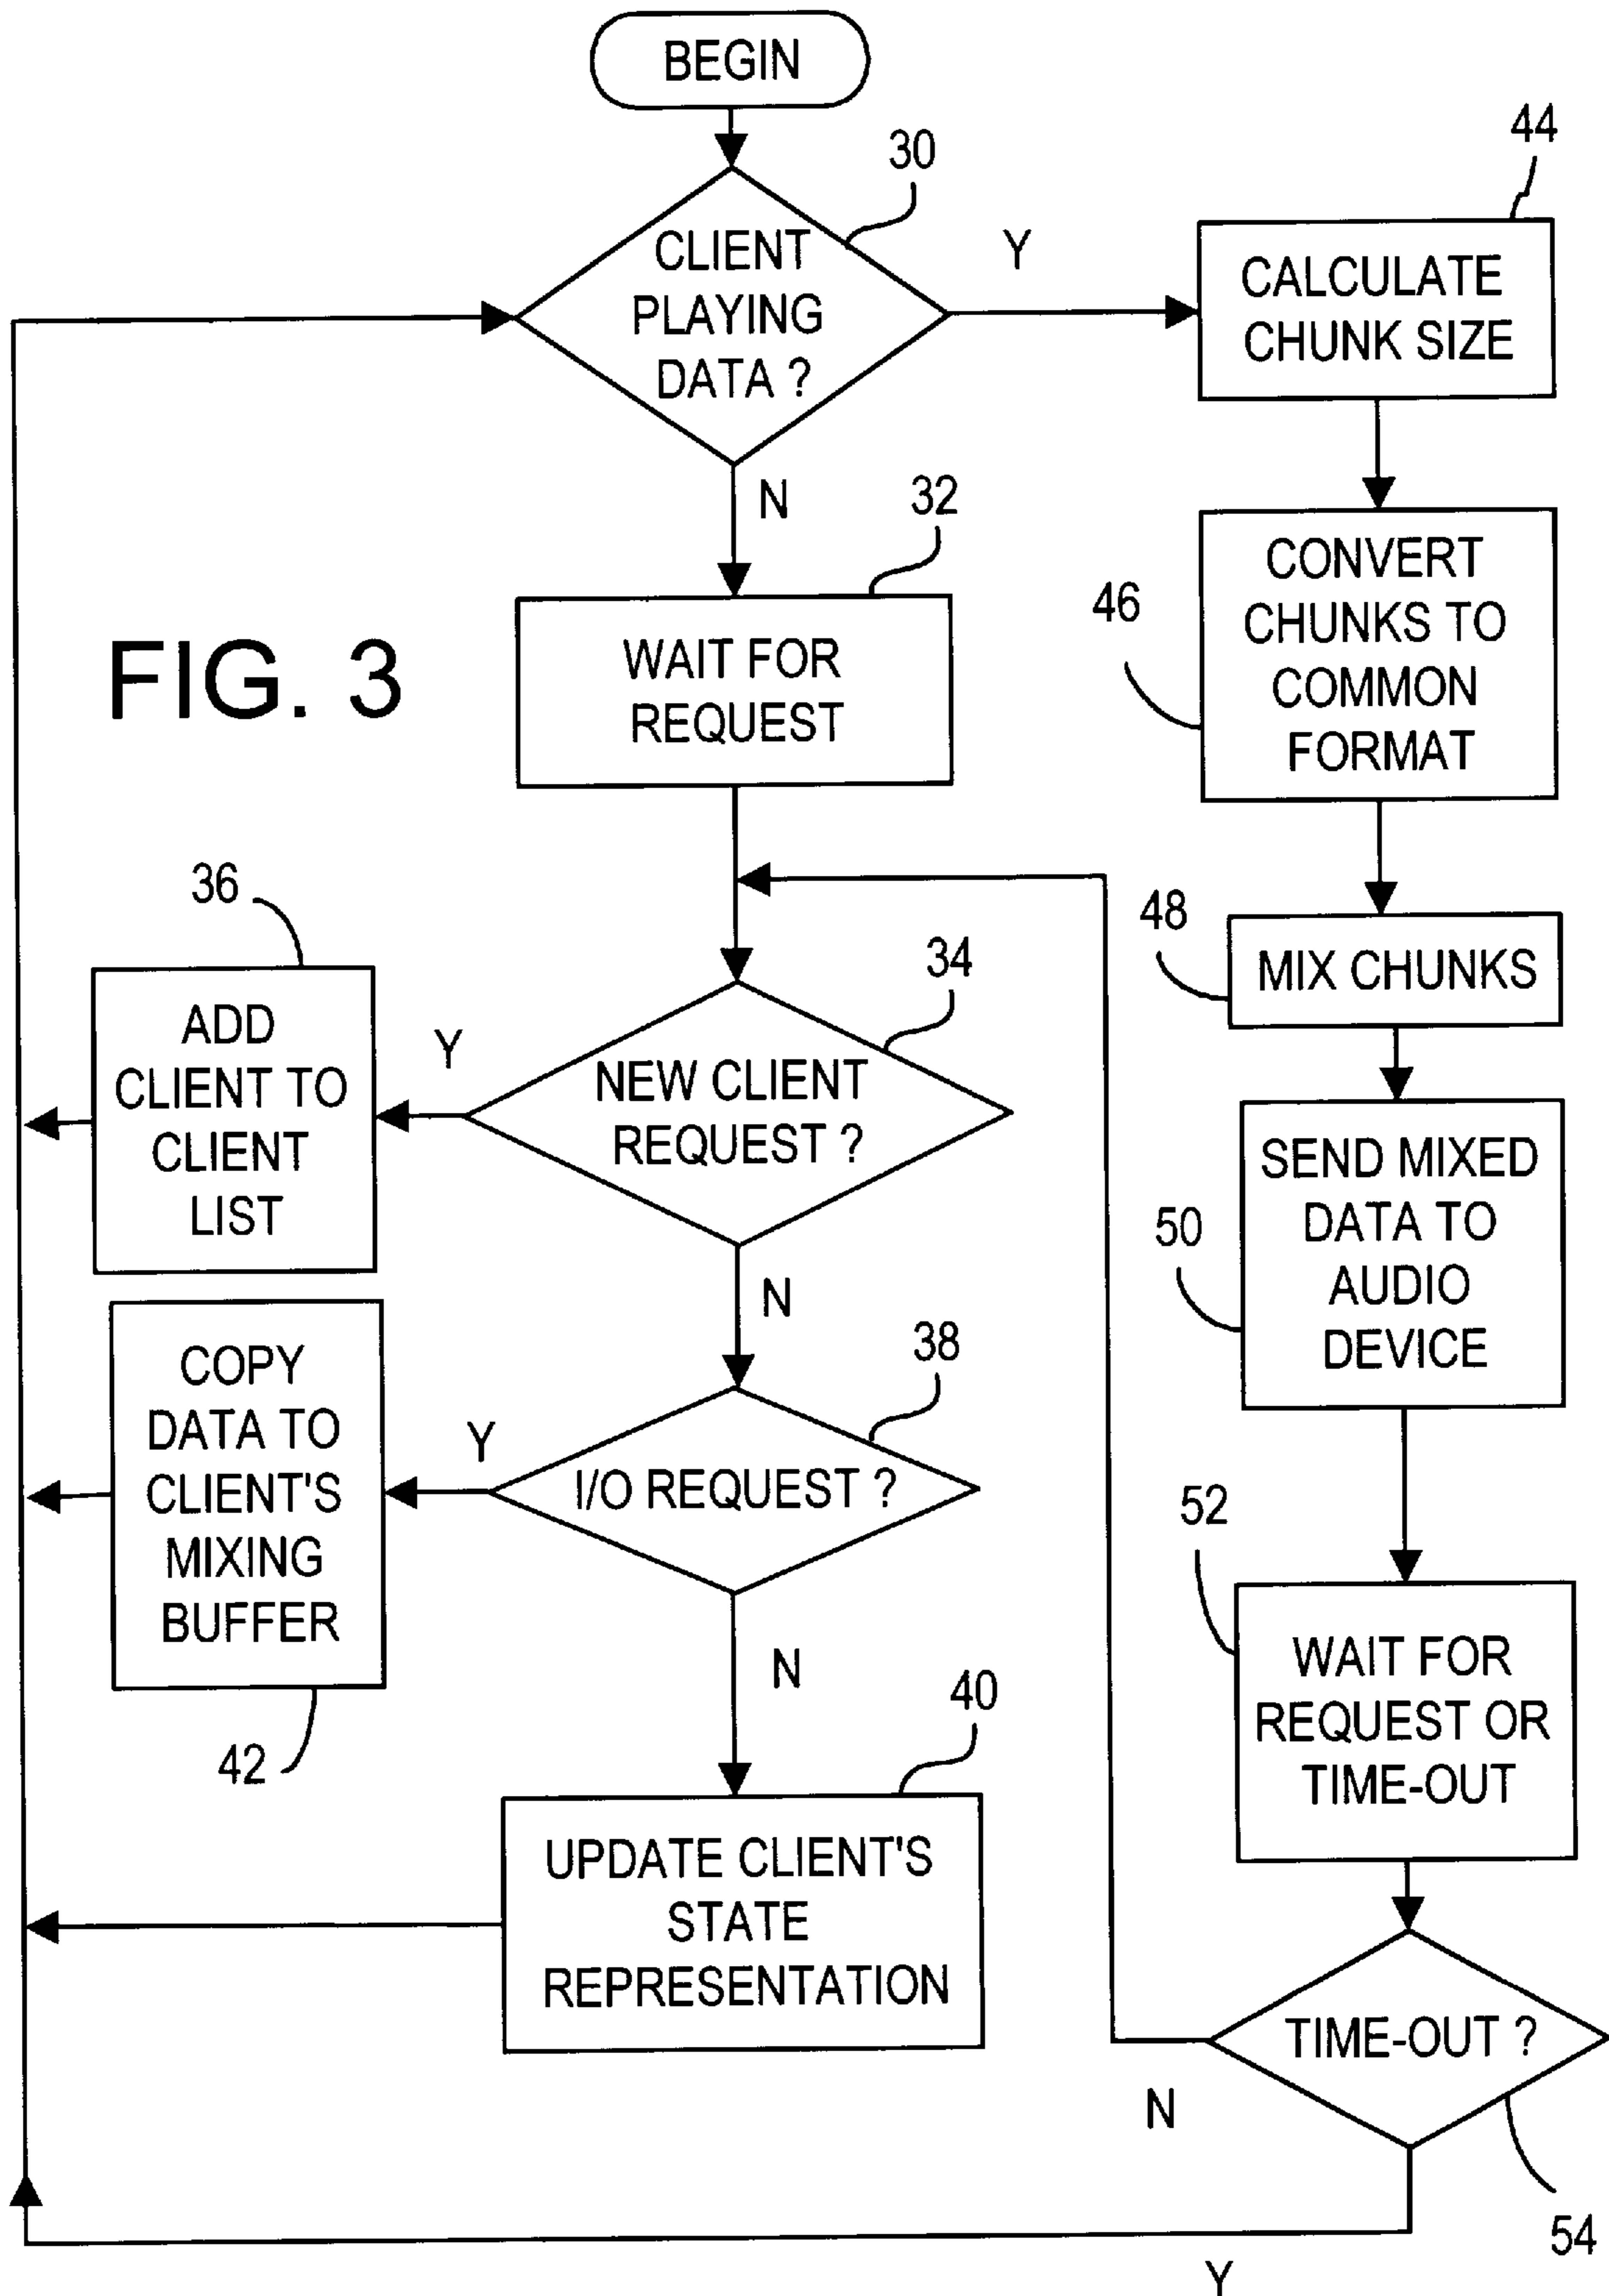 BEGIN
30
CLIENT
PLAYING
DATA ?
Y
44
CALCULATE
CHUNK SIZE
N
32
WAIT FOR
REQUEST
FIG. 3
46
CONVERT
CHUNKS TO
COMMON
FORMAT
36
ADD
CLIENT TO
CLIENT
LIST
Y
34
NEW CLIENT
REQUEST ?
48
MIX CHUNKS
N
50
SEND MIXED
DATA TO
AUDIO
DEVICE
COPY
DATA TO
CLIENT'S
MIXING
BUFFER
42
Y
38
I/O REQUEST ?
N
52
WAIT FOR
REQUEST OR
TIME-OUT
40
UPDATE CLIENT'S
STATE
REPRESENTATION
TIME-OUT ?
N
54
Y